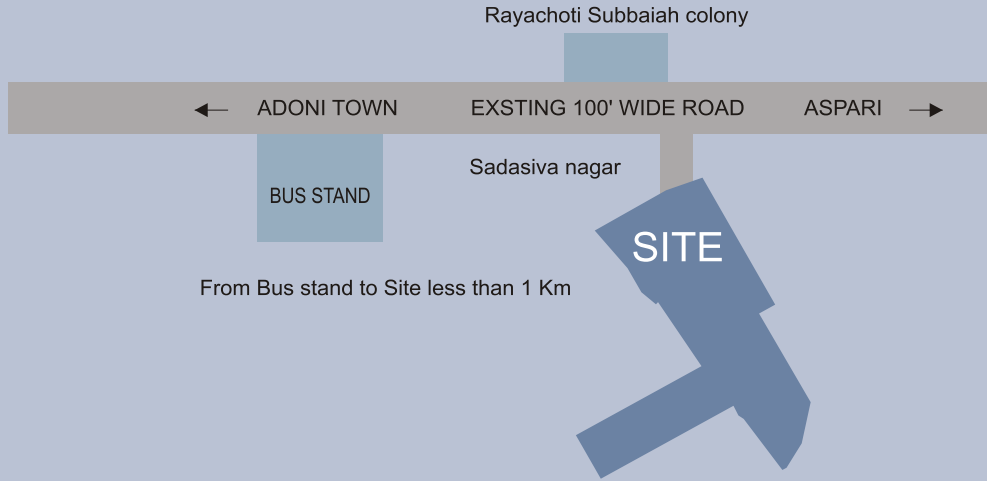 Rayachoti Subbaiah colony
ADONI TOWN EXSTING 100' WIDE ROAD ASPARI
Sadasiva nagar
BUS STAND
SITE
From Bus stand to Site less than 1 Km